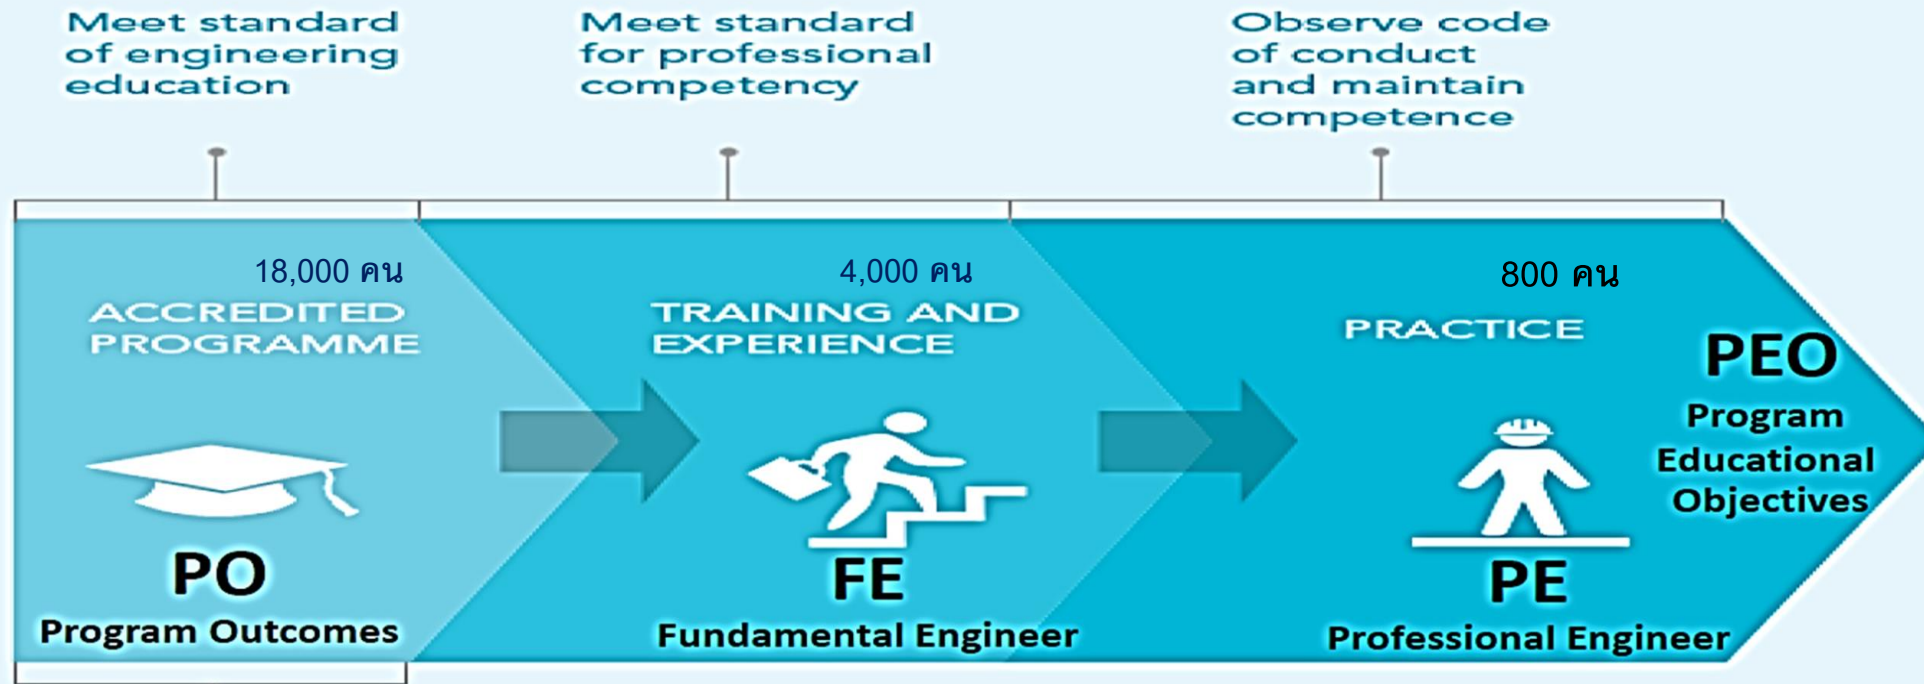 Meet standard
of engineering
education
Meet standard
for professional
competency
Observe code
of conduct
and maintain
competence
18,000 คน
ACCREDITED
PROGRAMME
PO
Program Outcomes
4,000 คน
TRAINING AND
EXPERIENCE
FE
Fundamental Engineer
800 คน
PRACTICE
PE
Professional Engineer
PEO
Program
Educational
Objectives